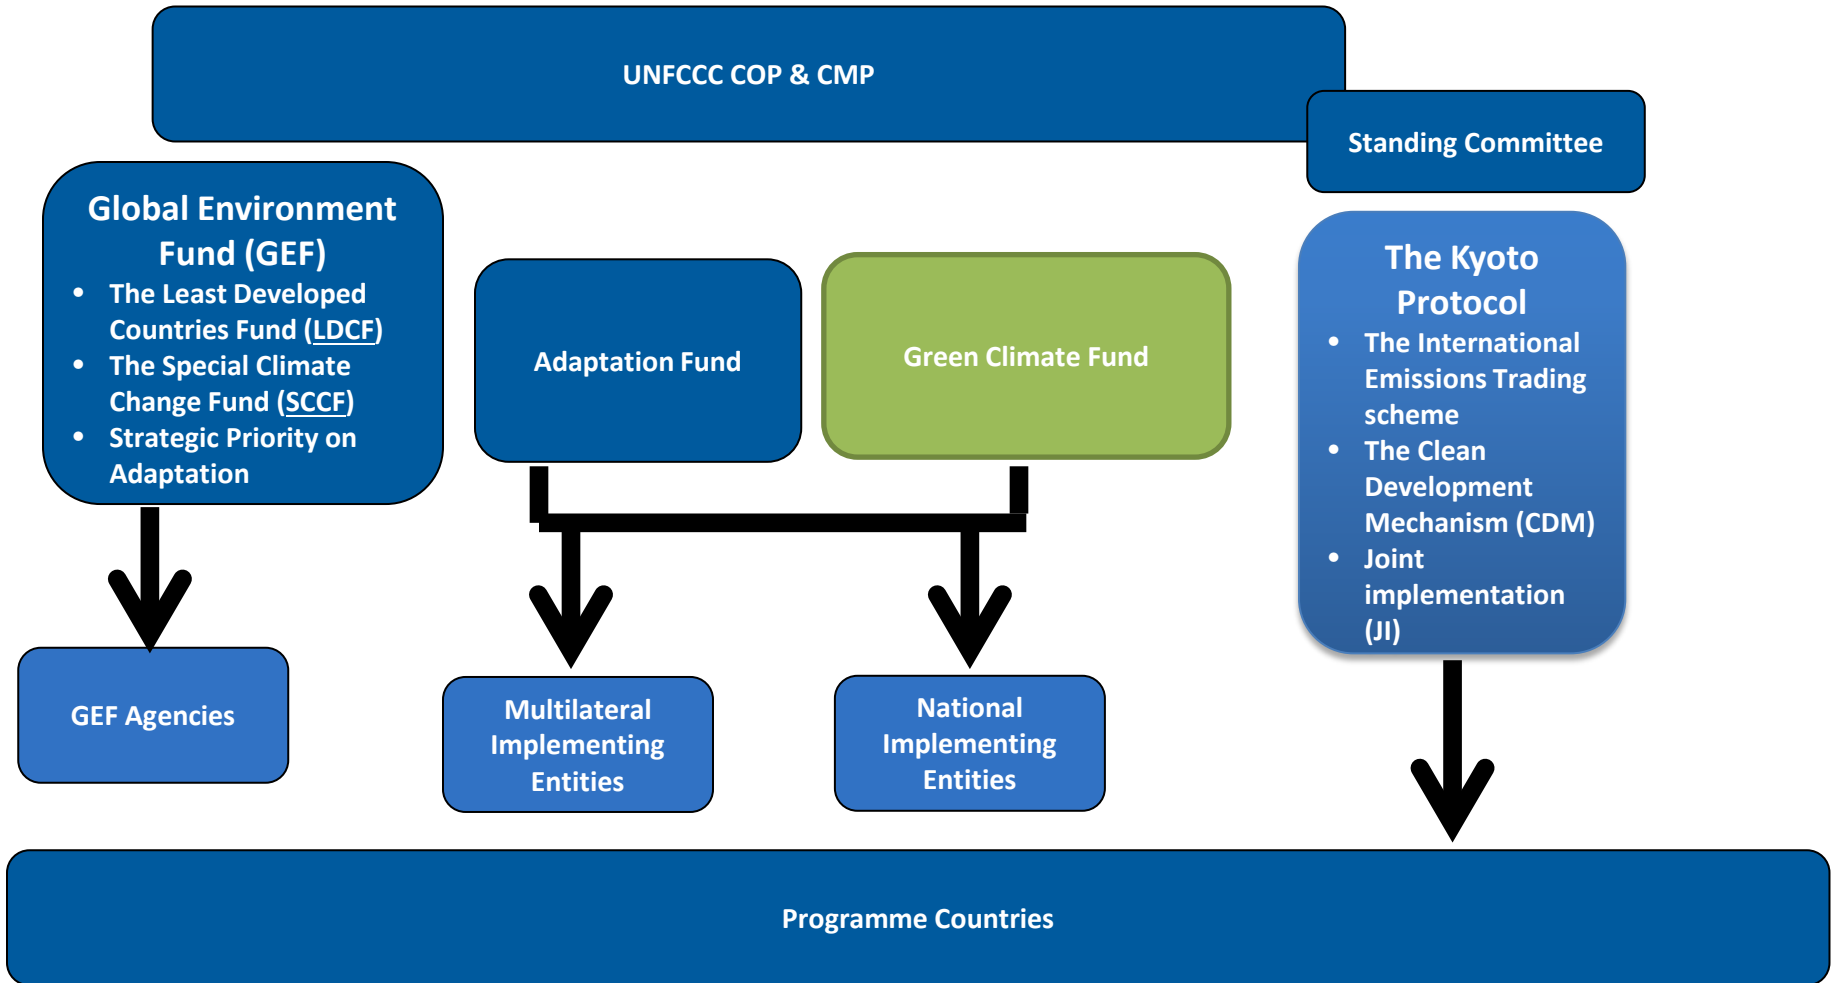 UNFCCC COP & CMP
Standing Committee
Global Environment
Fund (GEF)
• The Least Developed
Countries Fund (LDCF)
• The Special Climate
Change Fund (SCCF)
• Strategic Priority on
Adaptation
Adaptation Fund
Green Climate Fund
The Kyoto
Protocol
• The International
Emissions Trading
scheme
• The Clean
Development
Mechanism (CDM)
• Joint
implementation
(JI)
GEF Agencies
Multilateral
Implementing
Entities
National
Implementing
Entities
Programme Countries